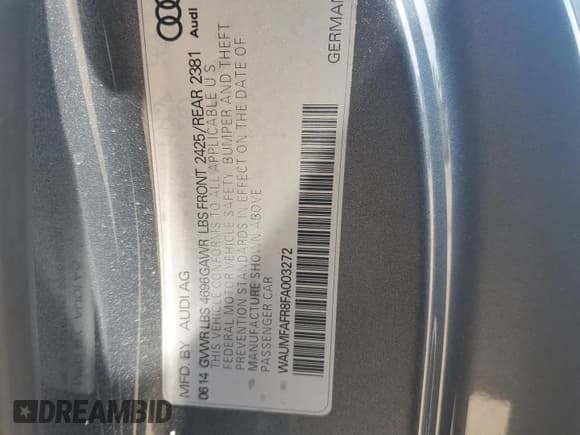 MFD. BY AUDI AG
0614 GVWR LBS 4696 GAWR LBS FRONT 2425/REAR 2381
THIS VEHICLE CONFORMS TO ALL APPLICABLE U S
FEDERAL MOTOR VEHICLE SAFETY, BUMPER AND THEFT
PREVENTION STANDARDS IN EFFECT ON THE DATE OF
MANUFACTURE SHOWN ABOVE
PASSENGER CAR
WAUMFAFR8FA003272
Audi
GERMAN
DREAMBID